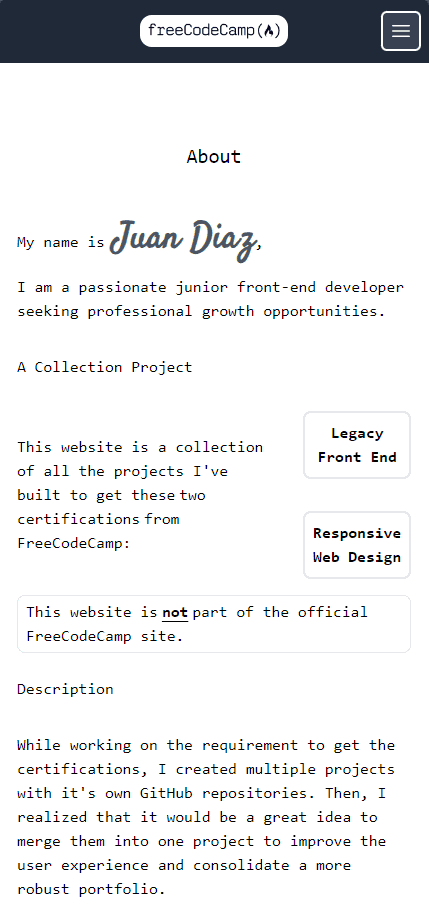 freeCodeCamp(🔥)
About
My name is Juan Diaz,
I am a passionate junior front-end developer
seeking professional growth opportunities.
A Collection Project
This website is a collection
of all the projects I've
built to get these two
certifications from
FreeCodeCamp:
Legacy
Front End
Responsive
Web Design
This website is not part of the official
FreeCodeCamp site.
Description
While working on the requirement to get the
certifications, I created multiple projects
with it's own GitHub repositories. Then, I
realized that it would be a great idea to
merge them into one project to improve the
user experience and consolidate a more
robust portfolio.